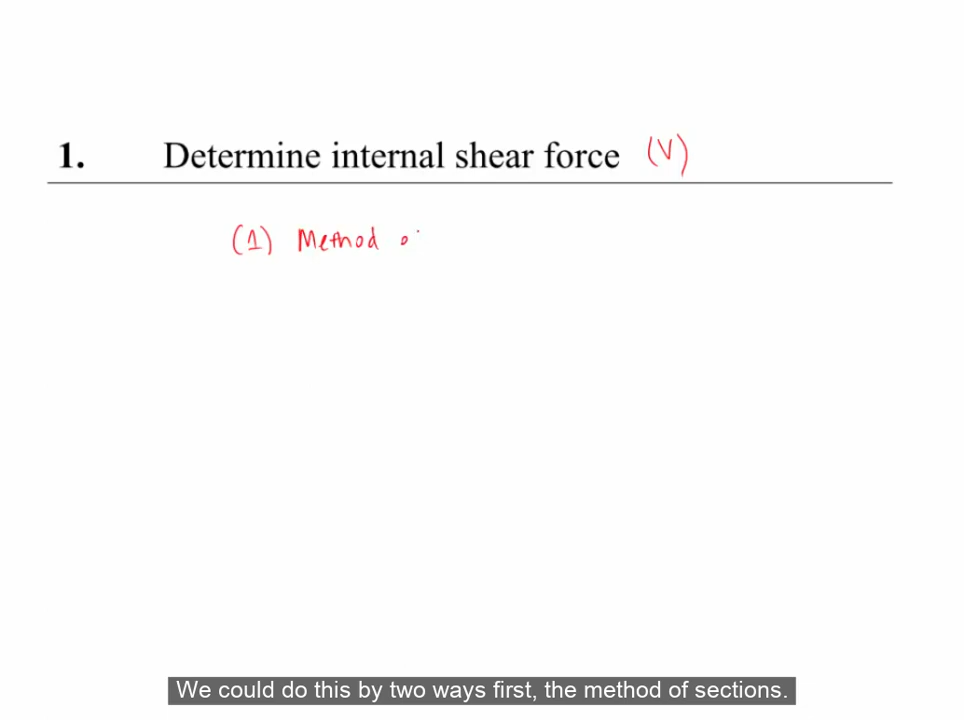 1. Determine internal shear force (V)
(1) Method o
We could do this by two ways first, the method of sections.